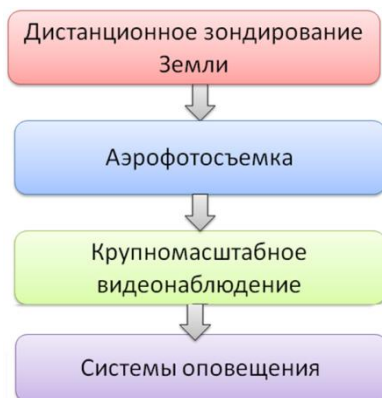 Дистанционное зондирование
Земли
Аэрофотосъемка
Крупномасштабное
видеонаблюдение
Системы оповещения